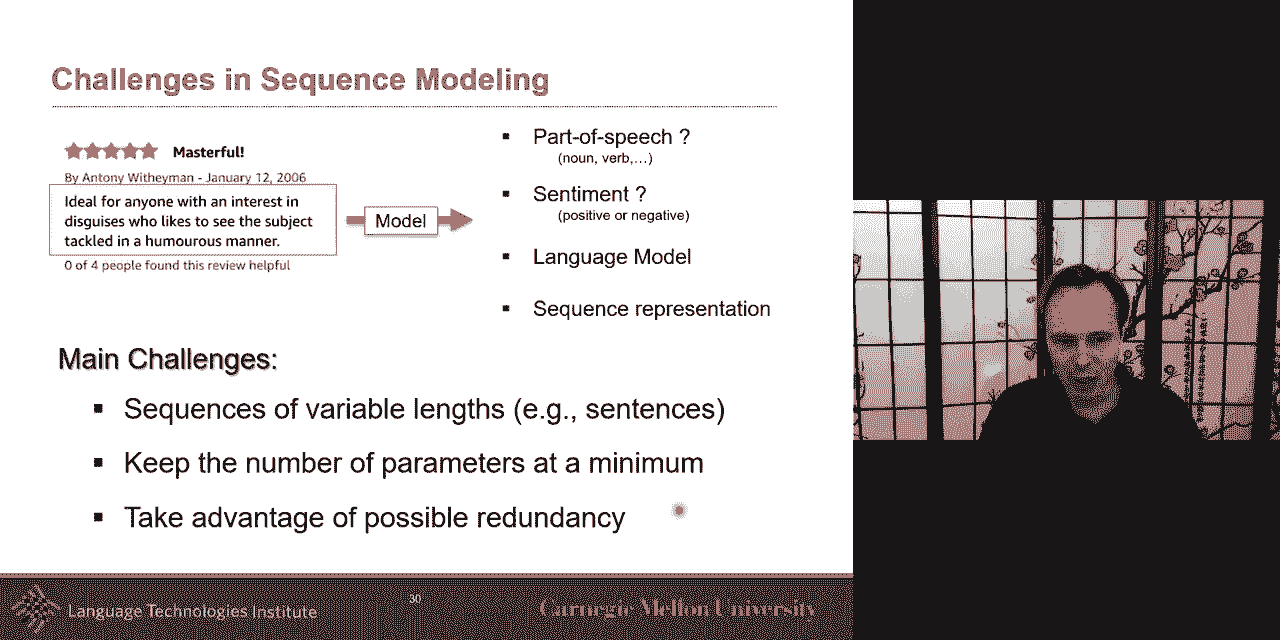 Challenges in Sequence Modeling
Masterful!
By Antony Witheyman - January 12, 2006
Ideal for anyone with an interest in
disguises who likes to see the subject
tackled in a humourous manner.
0 of 4 people found this review helpful
Model
Part-of-speech ?
(noun, verb,...)
Sentiment ?
(positive or negative)
Language Model
Sequence representation
Main Challenges:
Sequences of variable lengths (e.g., sentences)
Keep the number of parameters at a minimum
Take advantage of possible redundancy
Language Technologies Institute
30
Carnegie Mellon University